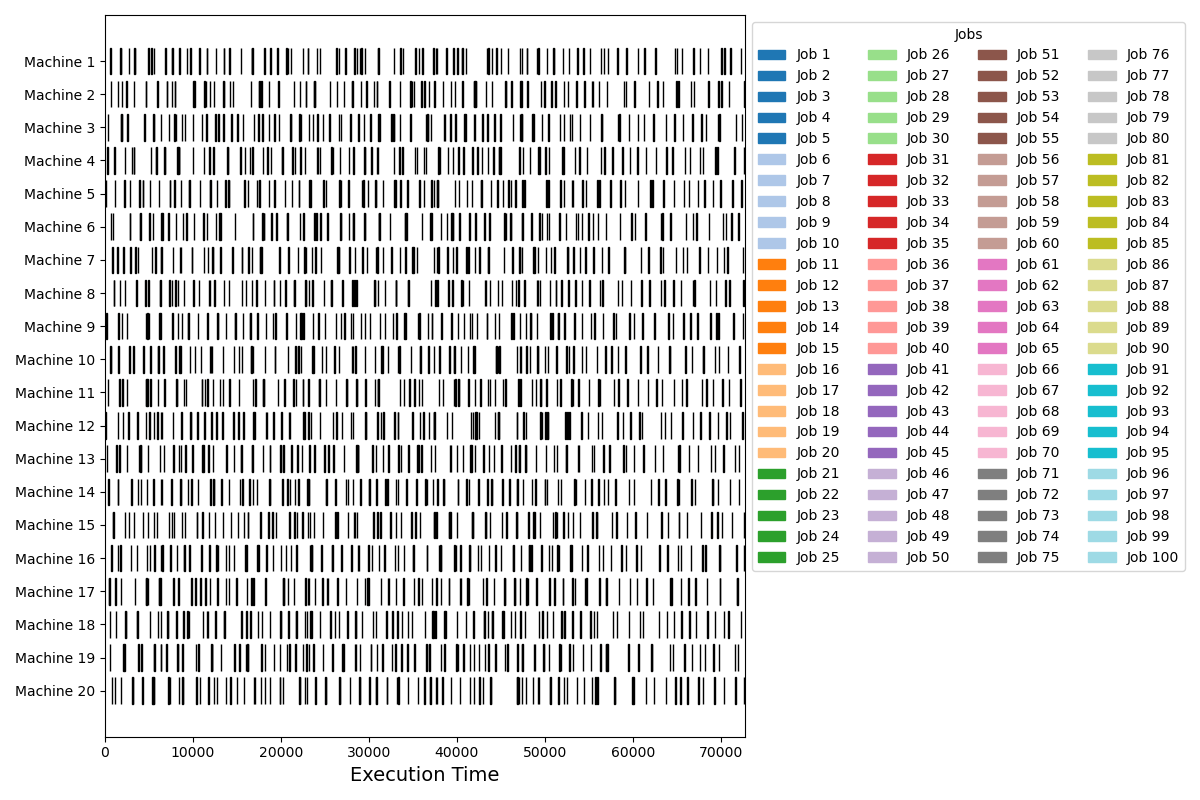 Jobs
Machine 1
Machine 2
Machine 3
Machine 4
Machine 5
Machine 6
Machine 7
Machine 8
Machine 9
Machine 10
Machine 11
Machine 12
Machine 13
Machine 14
Machine 15
Machine 16
Machine 17
Machine 18
Machine 19
Machine 20
0 10000 20000 30000 40000 50000 60000 70000
Execution Time
Job 1 Job 26 Job 51 Job 76
Job 2 Job 27 Job 52 Job 77
Job 3 Job 28 Job 53 Job 78
Job 4 Job 29 Job 54 Job 79
Job 5 Job 30 Job 55 Job 80
Job 6 Job 31 Job 56 Job 81
Job 7 Job 32 Job 57 Job 82
Job 8 Job 33 Job 58 Job 83
Job 9 Job 34 Job 59 Job 84
Job 10 Job 35 Job 60 Job 85
Job 11 Job 36 Job 61 Job 86
Job 12 Job 37 Job 62 Job 87
Job 13 Job 38 Job 63 Job 88
Job 14 Job 39 Job 64 Job 89
Job 15 Job 40 Job 65 Job 90
Job 16 Job 41 Job 66 Job 91
Job 17 Job 42 Job 67 Job 92
Job 18 Job 43 Job 68 Job 93
Job 19 Job 44 Job 69 Job 94
Job 20 Job 45 Job 70 Job 95
Job 21 Job 46 Job 71 Job 96
Job 22 Job 47 Job 72 Job 97
Job 23 Job 48 Job 73 Job 98
Job 24 Job 49 Job 74 Job 99
Job 25 Job 50 Job 75 Job 100